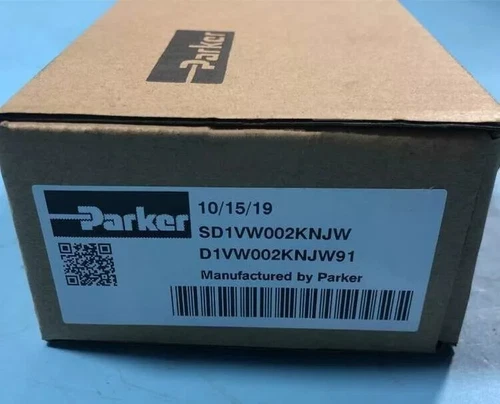 Parker
Parker
10/15/19
SD1VW002KNJW
D1VW002KNJW91
Manufactured by Parker